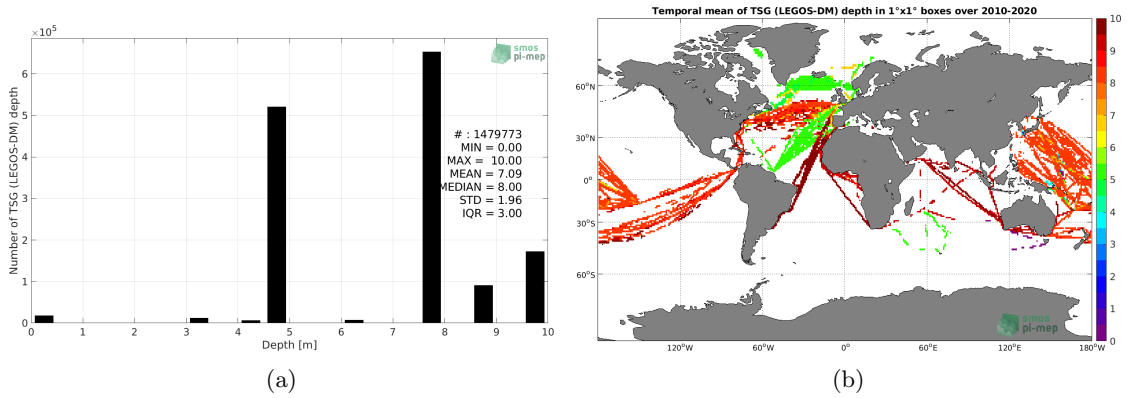 ×10⁵
Number of TSG (LEGOS-DM) depth
6
5
4
3
2
1
0
0 1 2 3 4 5 6 7 8 9 10
Depth [m]
smos
pi-mep
# : 1479773
MIN = 0.00
MAX = 10.00
MEAN = 7.09
MEDIAN = 8.00
STD = 1.96
IQR = 3.00
(a)
Temporal mean of TSG (LEGOS-DM) depth in 1°x1° boxes over 2010-2020
60°N
30°N
0°
30°S
60°S
120°W 60°W 0° 60°E 120°E 180°W
smos
pi-mep
10
9
8
7
6
5
4
3
2
1
0
(b)